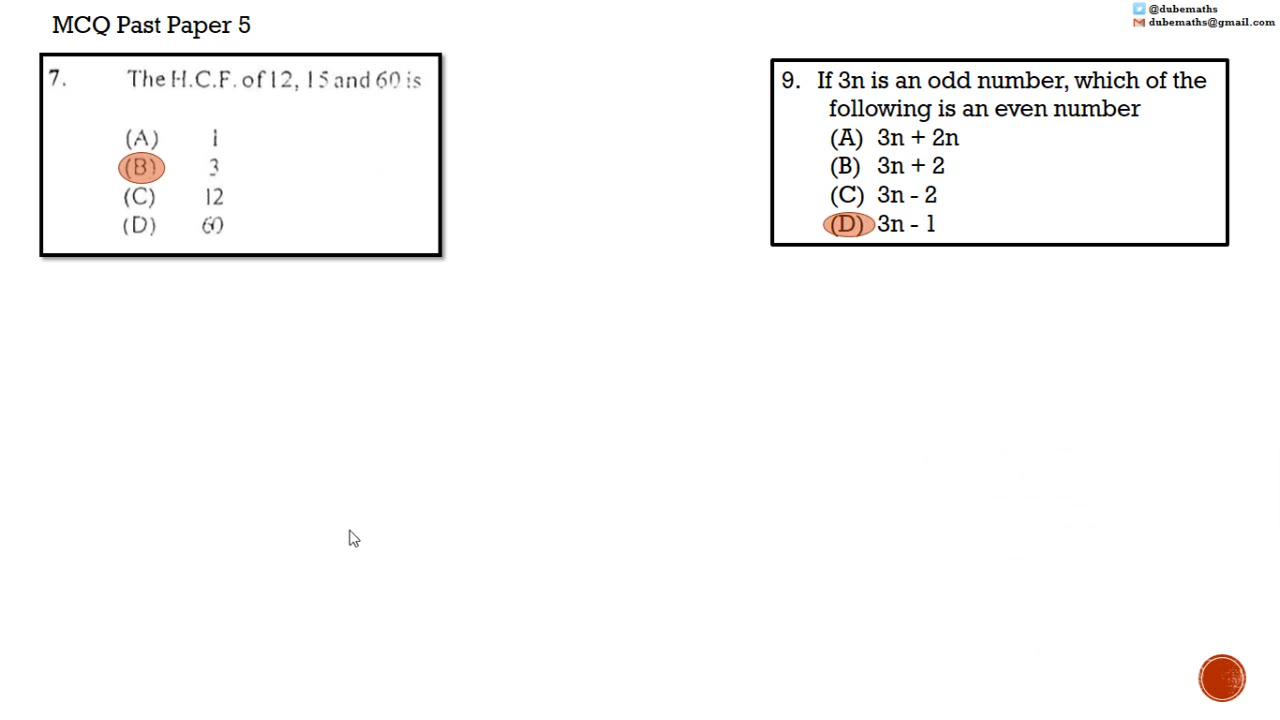 MCQ Past Paper 5
@dubemaths
dubemaths@gmail.com
7. The H.C.F. of 12, 15 and 60 is
(A) 1
(B) 3
(C) 12
(D) 60
9. If 3n is an odd number, which of the
following is an even number
(A) 3n + 2n
(B) 3n + 2
(C) 3n - 2
(D) 3n - 1